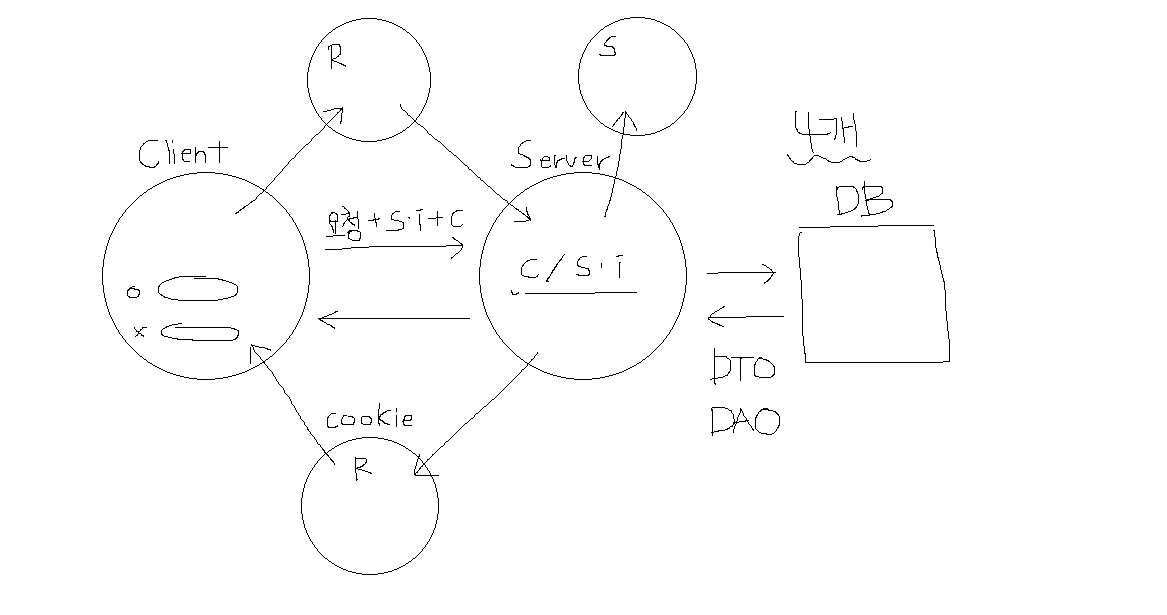 R
S
4개
Client
Server
DB
요청+S·i+C
C/S·i
o
x
DTO
DAO
cookie
R